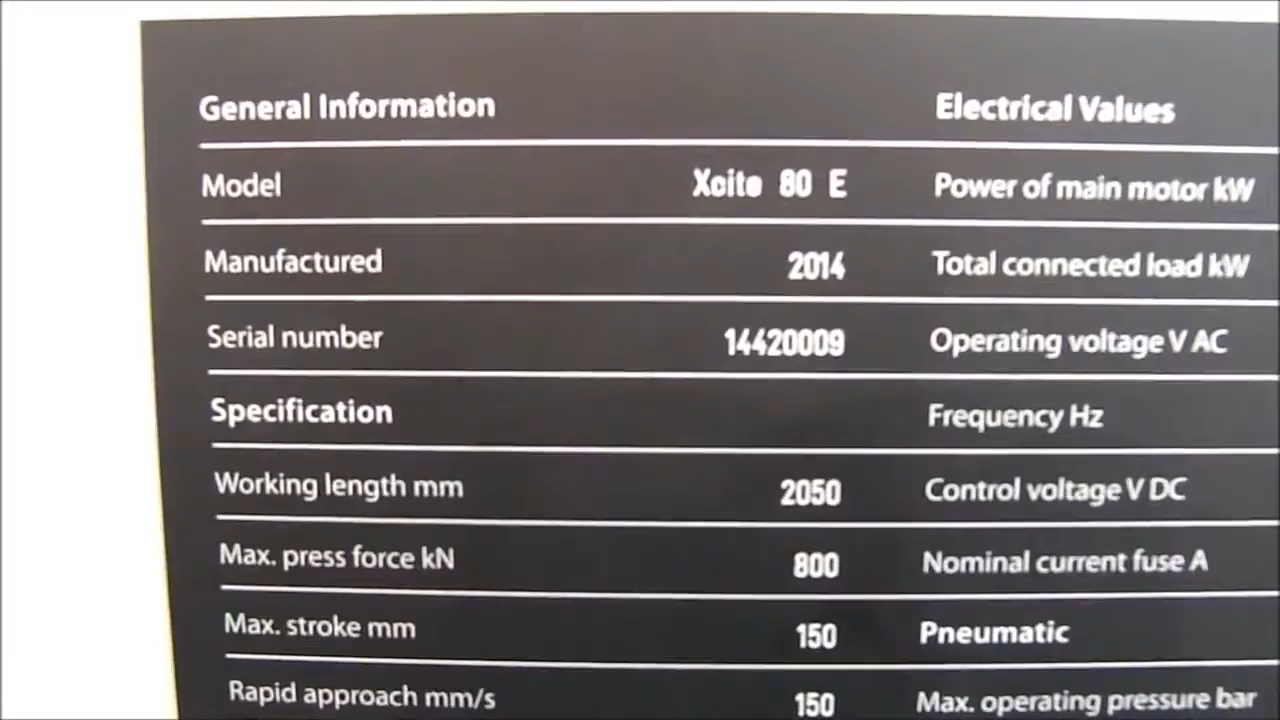 General Information
Model Xcite 80 E
Manufactured 2014
Serial number 14420009
Specification
Working length mm 2050
Max. press force kN 800
Max. stroke mm 150
Rapid approach mm/s 150
Electrical Values
Power of main motor kW
Total connected load kW
Operating voltage V AC
Frequency Hz
Control voltage V DC
Nominal current fuse A
Pneumatic
Max. operating pressure bar